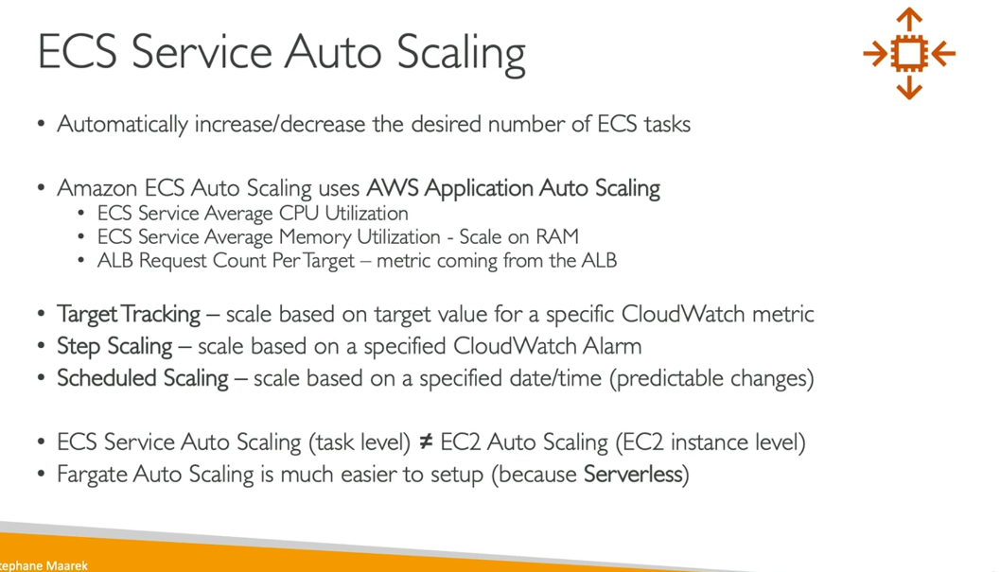 ECS Service Auto Scaling
• Automatically increase/decrease the desired number of ECS tasks
• Amazon ECS Auto Scaling uses AWS Application Auto Scaling
• ECS Service Average CPU Utilization
• ECS Service Average Memory Utilization - Scale on RAM
• ALB Request Count Per Target – metric coming from the ALB
• Target Tracking – scale based on target value for a specific CloudWatch metric
• Step Scaling – scale based on a specified CloudWatch Alarm
• Scheduled Scaling – scale based on a specified date/time (predictable changes)
• ECS Service Auto Scaling (task level) ≠ EC2 Auto Scaling (EC2 instance level)
• Fargate Auto Scaling is much easier to setup (because Serverless)
tephane Maarek